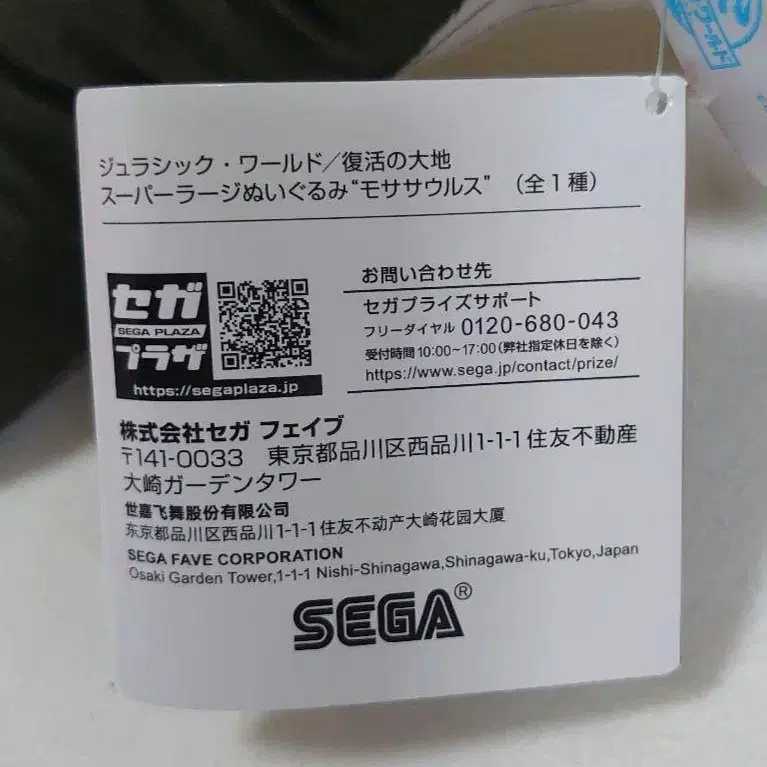 ジュラシック・ワールド／復活の大地
スーパーラージぬいぐるみ“モササウルス” （全1種）
セガ
SEGA PLAZA
プラザ
https://segaplaza.jp
お問い合わせ先
セガプライズサポート
フリーダイヤル 0120-680-043
受付時間 10:00~17:00（弊社指定休日を除く）
https://www.sega.jp/contact/prize/
株式会社セガ フェイブ
〒141-0033 東京都品川区西品川1-1-1 住友不動産
大崎ガーデンタワー
世嘉飞舞股份有限公司
东京都品川区西品川1-1-1住友不动产大崎花园大厦
SEGA FAVE CORPORATION
Osaki Garden Tower,1-1-1 Nishi-Shinagawa,Shinagawa-ku,Tokyo,Japan
SEGA®
ワールド